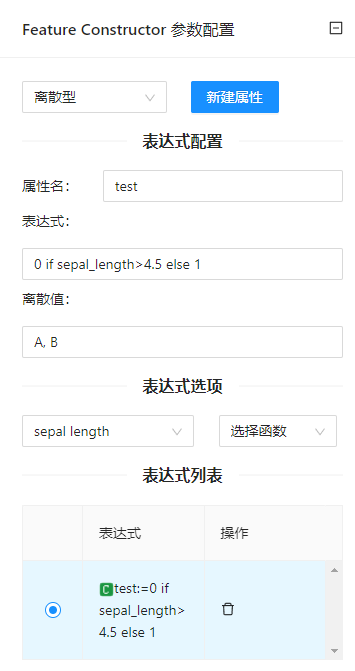 Feature Constructor 参数配置
离散型 新建属性
表达式配置
属性名: test
表达式:
0 if sepal_length>4.5 else 1
离散值:
A, B
表达式选项
sepal length 选择函数
表达式列表
表达式 操作
C test:=0 if
sepal_length>
4.5 else 1